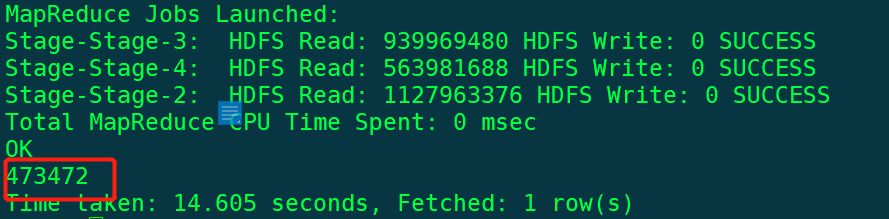 MapReduce Jobs Launched:
Stage-Stage-3:  HDFS Read: 939969480 HDFS Write: 0 SUCCESS
Stage-Stage-4:  HDFS Read: 563981688 HDFS Write: 0 SUCCESS
Stage-Stage-2:  HDFS Read: 1127963376 HDFS Write: 0 SUCCESS
Total MapReduce CPU Time Spent: 0 msec
OK
473472
Time taken: 14.605 seconds, Fetched: 1 row(s)